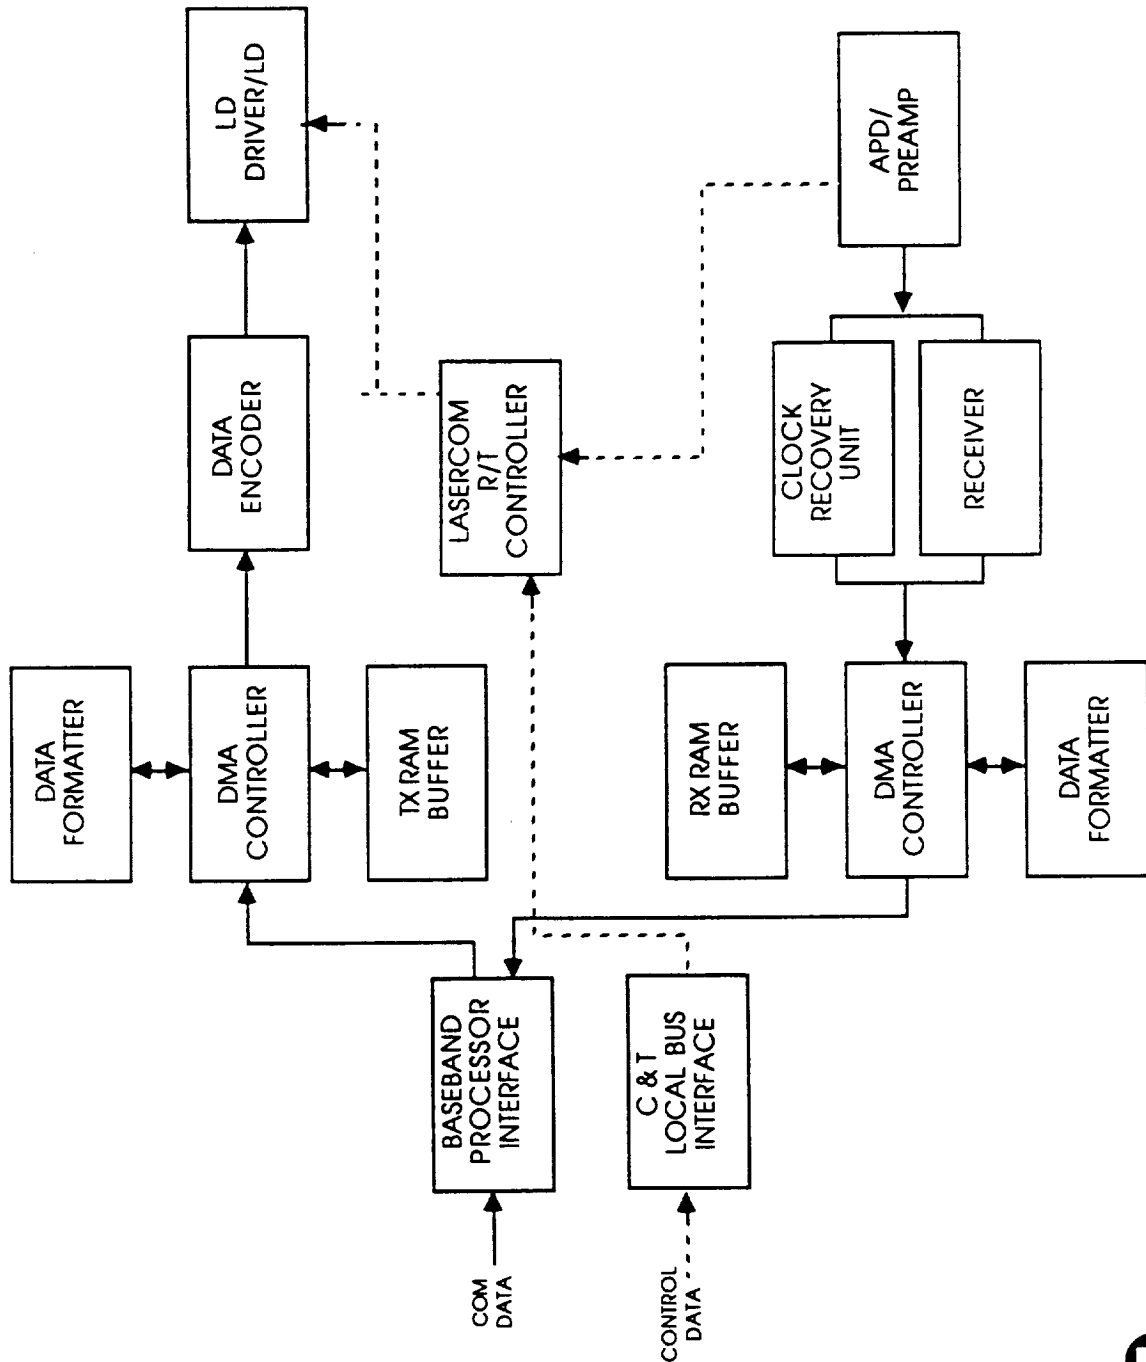 LD
DRIVER/LD
DATA
ENCODER
DATA
FORMATTER
DMA
CONTROLLER
TX RAM
BUFFER
LASERCOM
R/T
CONTROLLER
BASEBAND
PROCESSOR
INTERFACE
COM
DATA
C & T
LOCAL BUS
INTERFACE
CONTROL
DATA
APD/
PREAMP
CLOCK
RECOVERY
UNIT
RECEIVER
RX RAM
BUFFER
DMA
CONTROLLER
DATA
FORMATTER